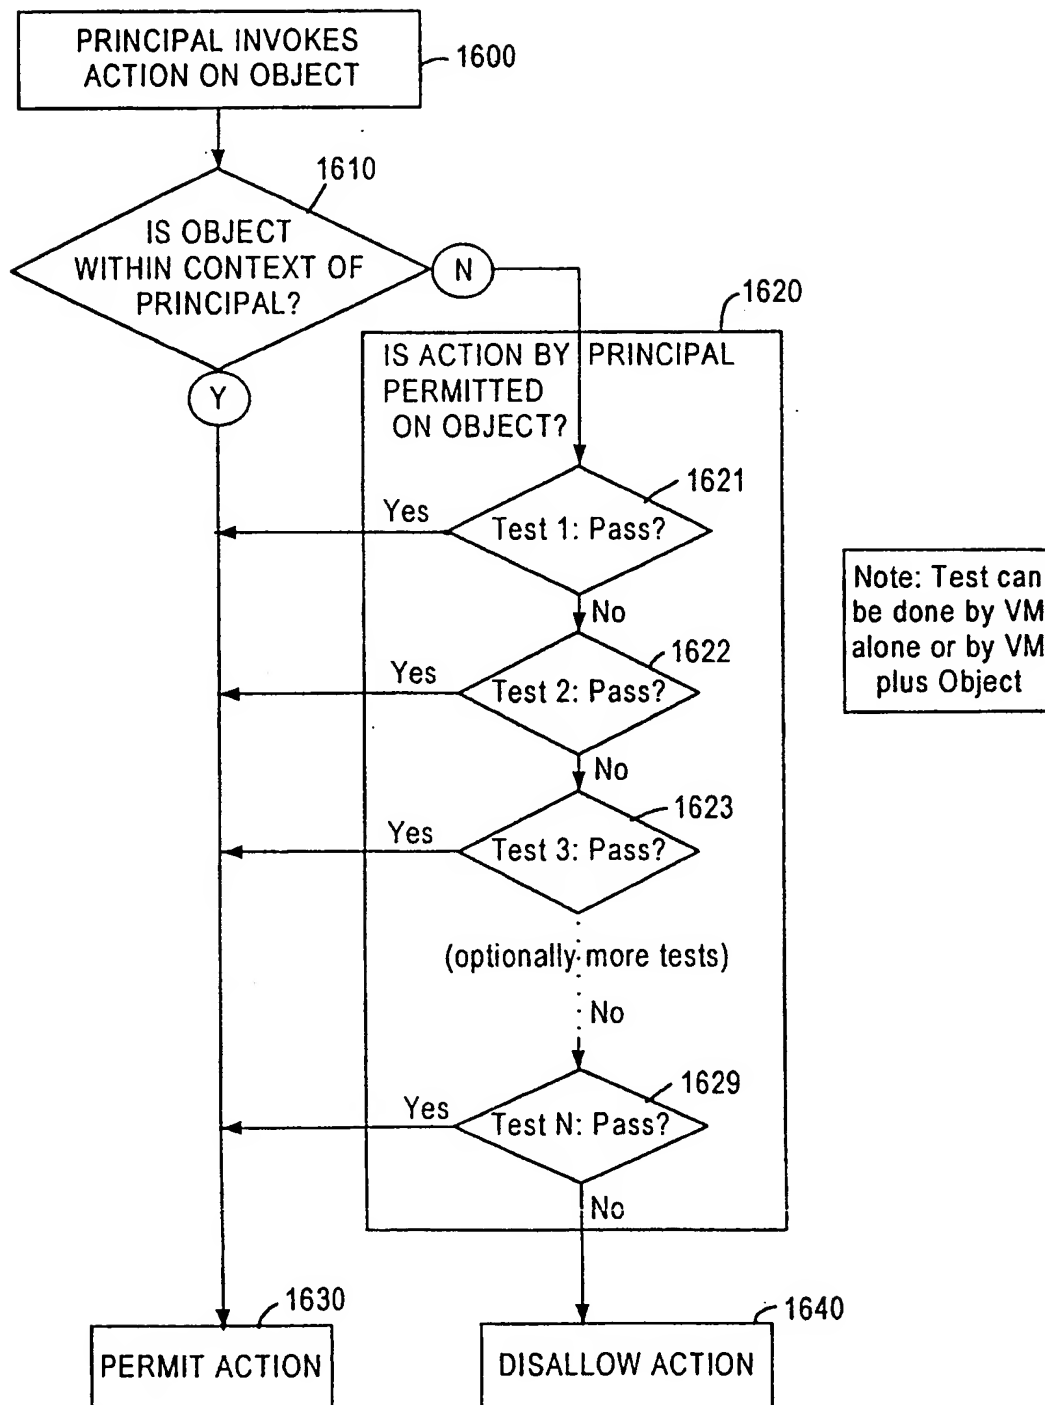 PRINCIPAL INVOKES
ACTION ON OBJECT
1600
1610
IS OBJECT
WITHIN CONTEXT OF
PRINCIPAL?
N
Y
1620
IS ACTION BY PRINCIPAL
PERMITTED
ON OBJECT?
1621
Yes
Test 1: Pass?
No
1622
Yes
Test 2: Pass?
No
1623
Yes
Test 3: Pass?
(optionally more tests)
No
1629
Yes
Test N: Pass?
No
Note: Test can
be done by VM
alone or by VM
plus Object
1630
PERMIT ACTION
1640
DISALLOW ACTION